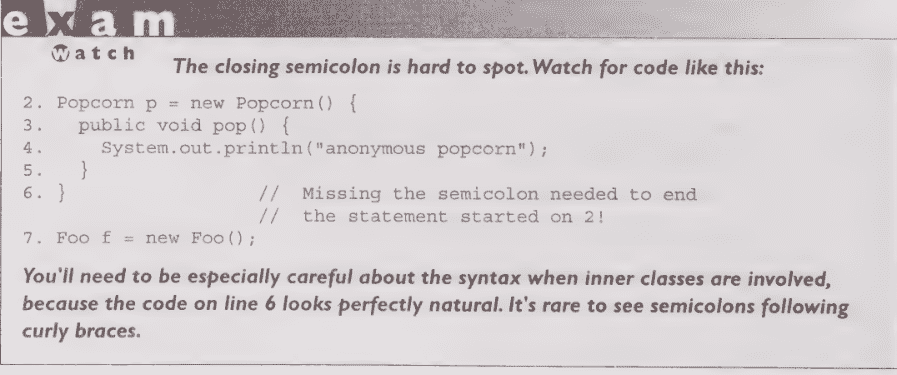 exam
watch
The closing semicolon is hard to spot. Watch for code like this:
2. Popcorn p = new Popcorn() {
3.   public void pop() {
4.     System.out.println("anonymous popcorn");
5.   }
6. }                  //  Missing the semicolon needed to end
                      //  the statement started on 2!
7. Foo f = new Foo();
You'll need to be especially careful about the syntax when inner classes are involved,
because the code on line 6 looks perfectly natural. It's rare to see semicolons following
curly braces.